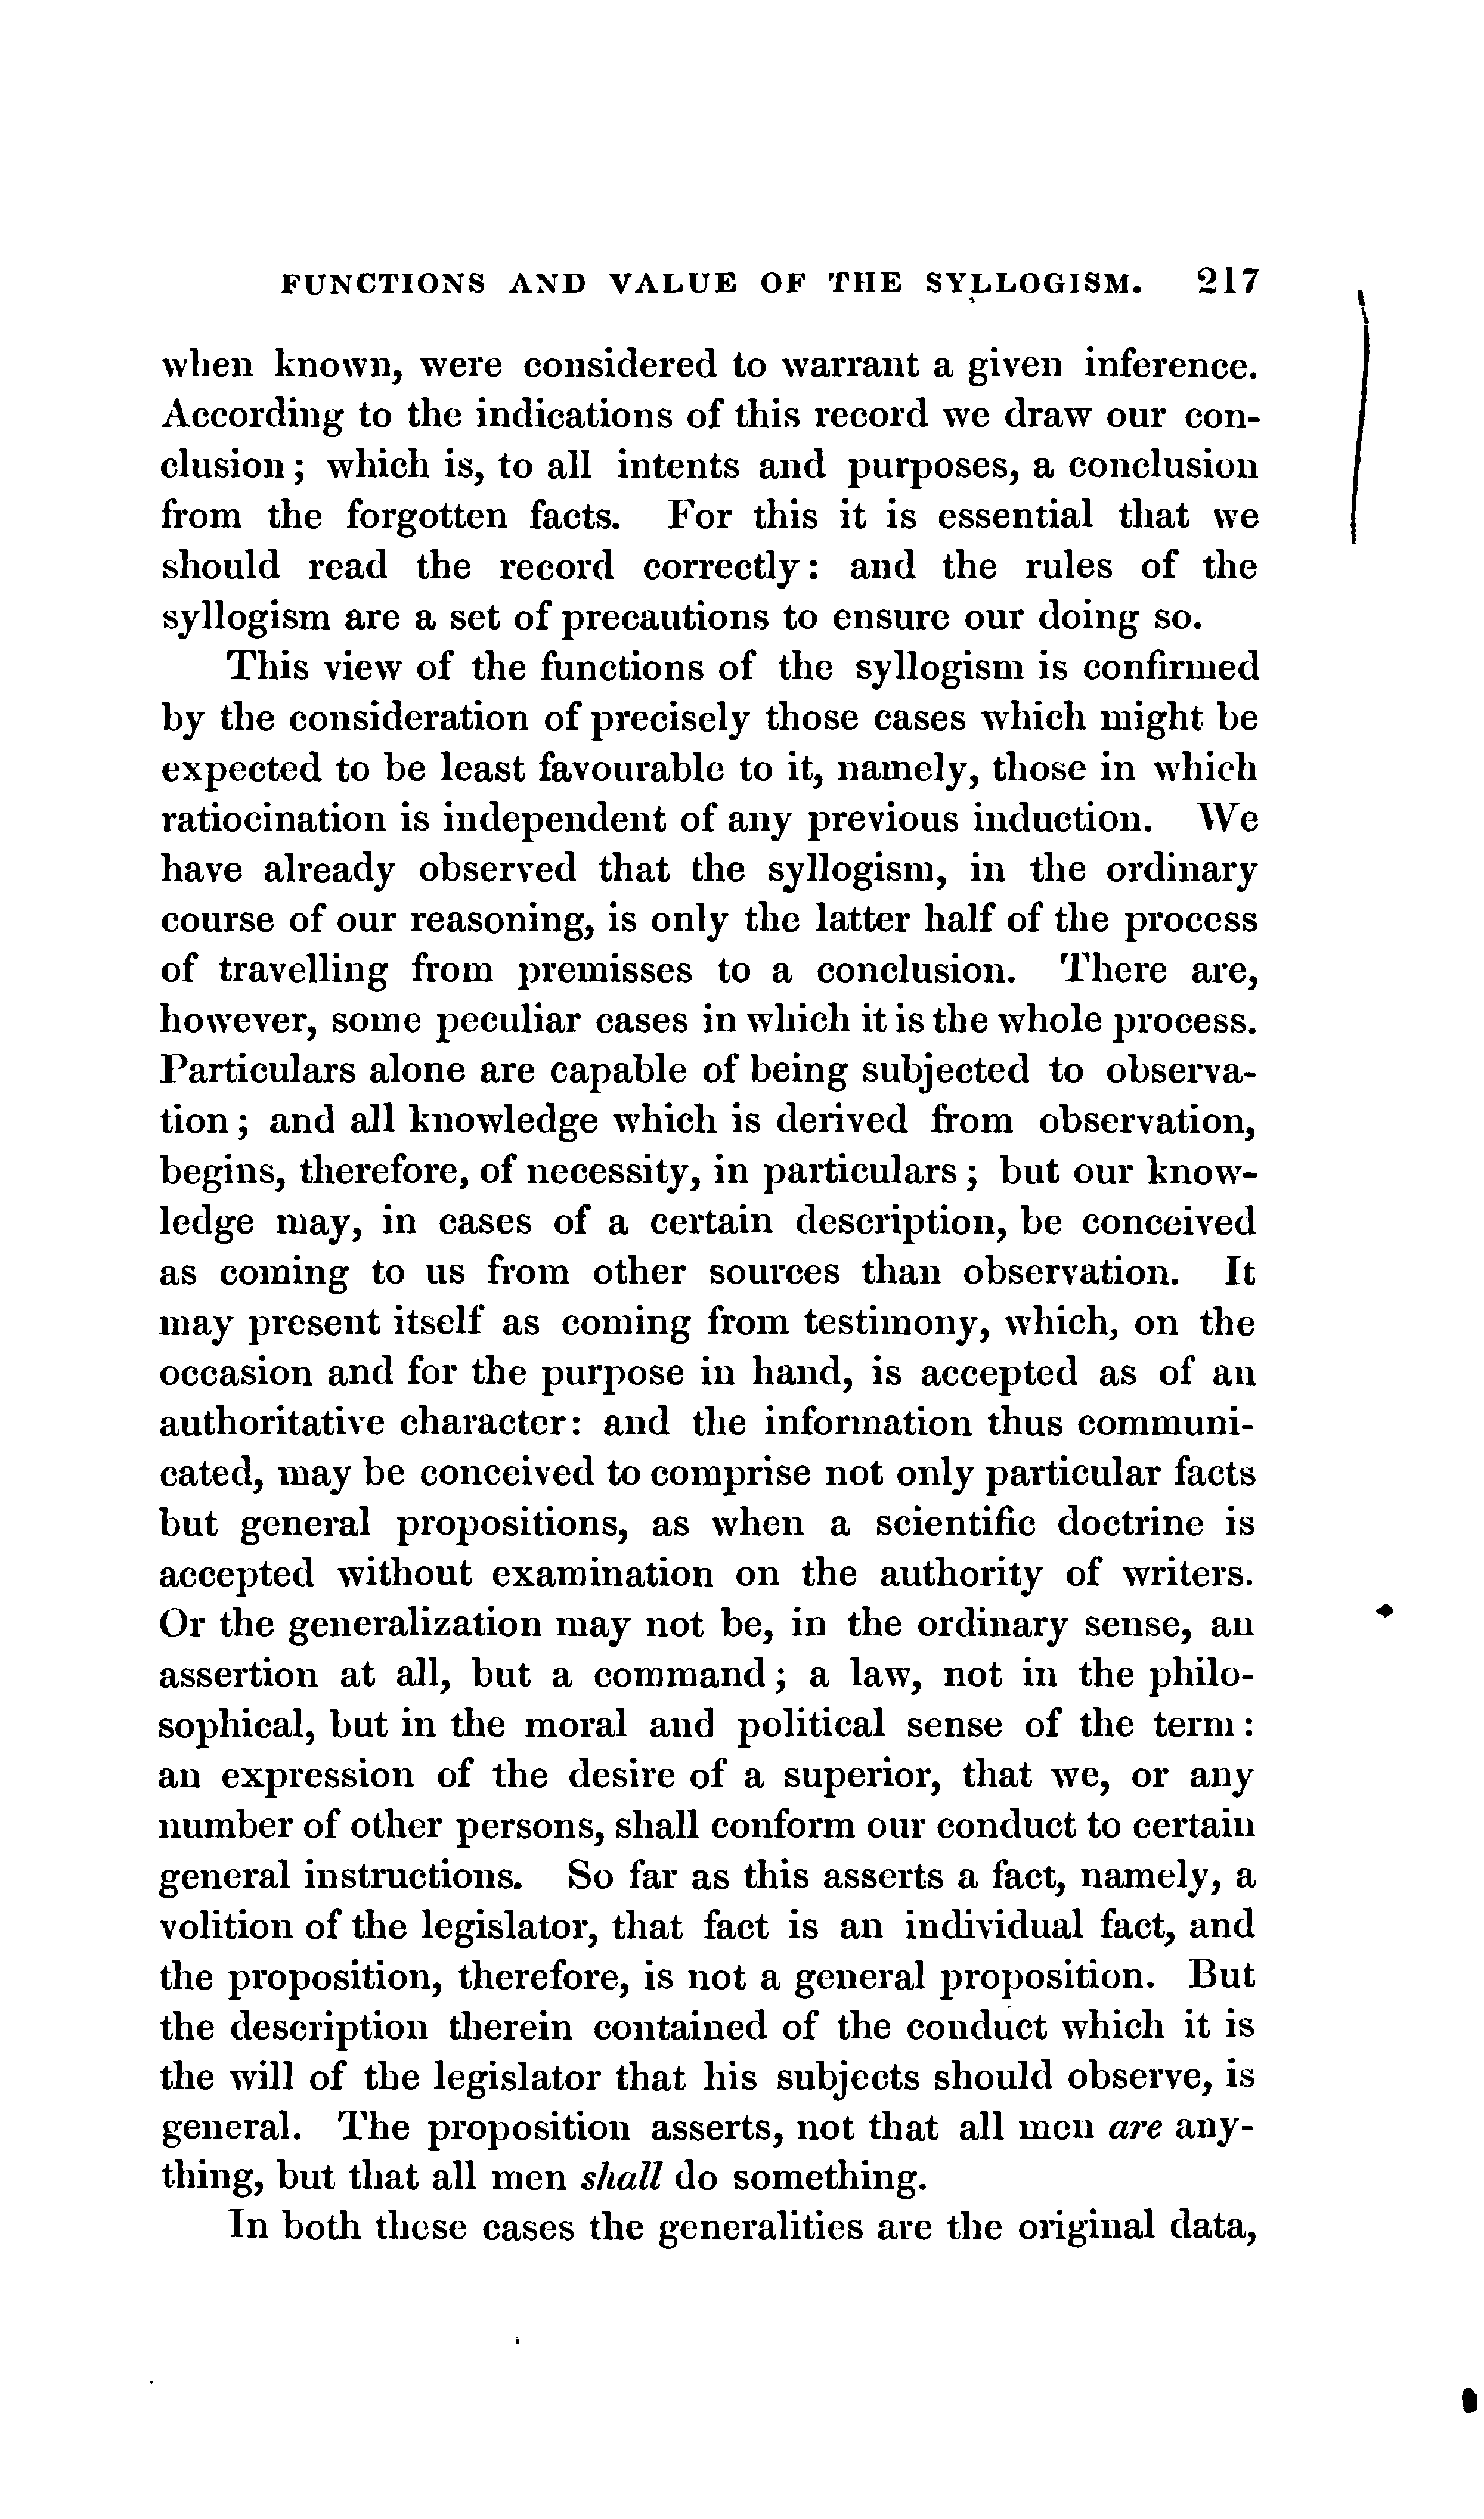 FUNCTIONS AND VALUE OF THE SYLLOGISM. 217
when known, were considered to warrant a given inference.
According to the indications of this record we draw our con-
clusion; which is, to all intents and purposes, a conclusion
from the forgotten facts. For this it is essential that we
should read the record correctly: and the rules of the
syllogism are a set of precautions to ensure our doing so.
This view of the functions of the syllogism is confirmed
by the consideration of precisely those cases which might be
expected to be least favourable to it, namely, those in which
ratiocination is independent of any previous induction. We
have already observed that the syllogism, in the ordinary
course of our reasoning, is only the latter half of the process
of travelling from premisses to a conclusion. There are,
however, some peculiar cases in which it is the whole process.
Particulars alone are capable of being subjected to observa-
tion; and all knowledge which is derived from observation,
begins, therefore, of necessity, in particulars; but our know-
ledge may, in cases of a certain description, be conceived
as coming to us from other sources than observation. It
may present itself as coming from testimony, which, on the
occasion and for the purpose in hand, is accepted as of an
authoritative character: and the information thus communi-
cated, may be conceived to comprise not only particular facts
but general propositions, as when a scientific doctrine is
accepted without examination on the authority of writers.
Or the generalization may not be, in the ordinary sense, an
assertion at all, but a command; a law, not in the philo-
sophical, but in the moral and political sense of the term:
an expression of the desire of a superior, that we, or any
number of other persons, shall conform our conduct to certain
general instructions. So far as this asserts a fact, namely, a
volition of the legislator, that fact is an individual fact, and
the proposition, therefore, is not a general proposition. But
the description therein contained of the conduct which it is
the will of the legislator that his subjects should observe, is
general. The proposition asserts, not that all men are any-
thing, but that all men shall do something.
In both these cases the generalities are the original data,